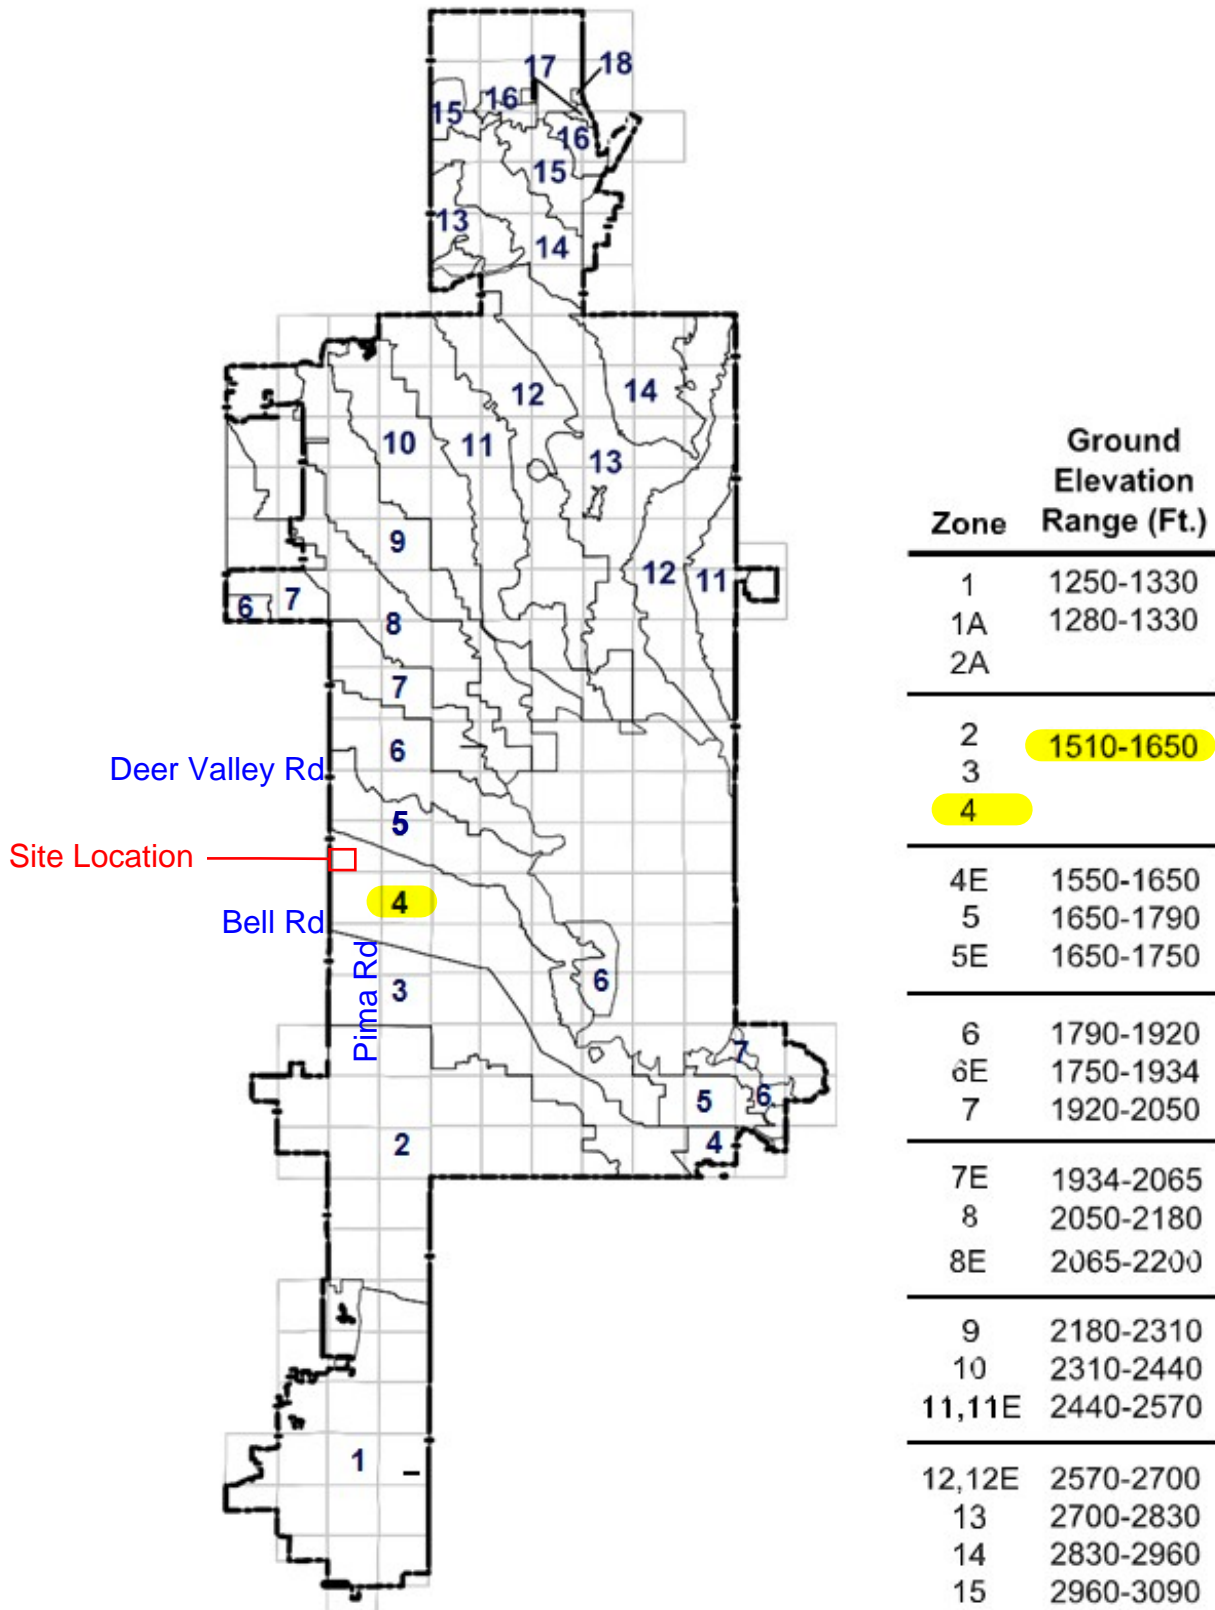 17 18
16
15
16
15
13
14
12 14
10 11 13
9
12 11
7
6
8
7
6
Deer Valley Rd
5
Site Location
4
Bell Rd
Pima Rd
6
3
7
6
5
2 4
1
Zone Ground Elevation Range (Ft.)
1 1250-1330
1A 1280-1330
2A
2 1510-1650
3
4
4E 1550-1650
5 1650-1790
5E 1650-1750
6 1790-1920
6E 1750-1934
7 1920-2050
7E 1934-2065
8 2050-2180
8E 2065-2200
9 2180-2310
10 2310-2440
11,11E 2440-2570
12,12E 2570-2700
13 2700-2830
14 2830-2960
15 2960-3090